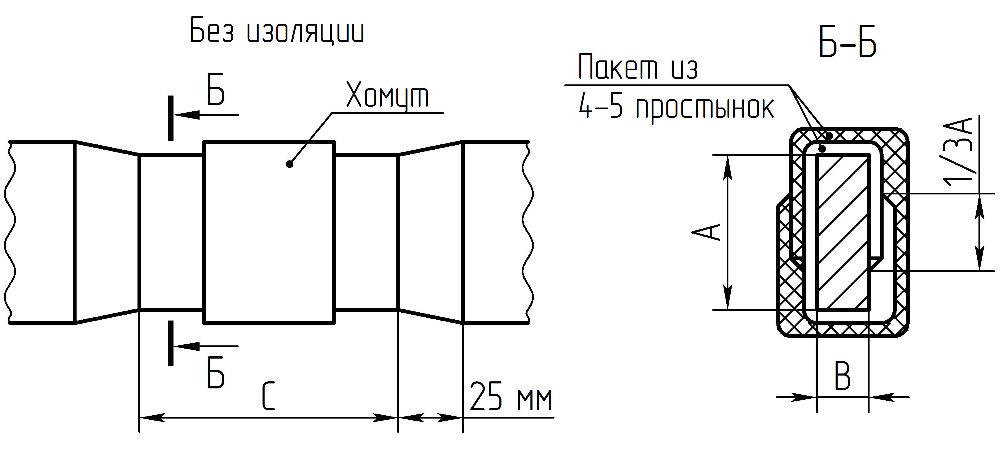 Без изоляции
Б
Хомут
Б
С
25 мм
Б-Б
Пакет из
4-5 простынок
А
1/3А
В